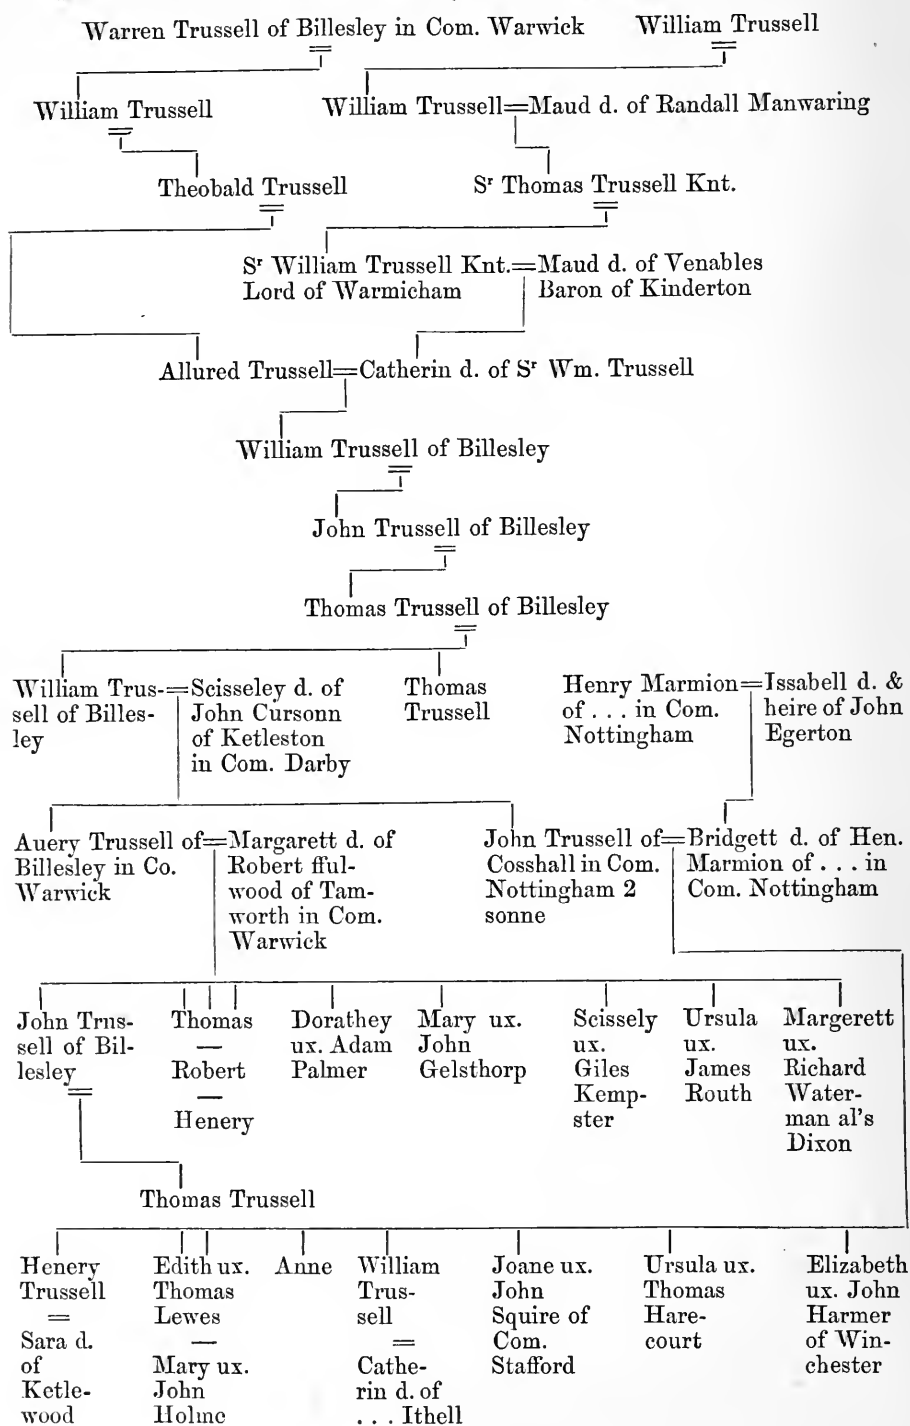 Warren Trussell of Billesley in Com. Warwick
William Trussell
William Trussell
William Trussell=Maud d. of Randall Manwaring
Theobald Trussell
Sr Thomas Trussell Knt.
Sr William Trussell Knt.=Maud d. of Venables
Lord of Warmicham
Baron of Kinderton
Allured Trussell=Catherin d. of Sr Wm. Trussell
William Trussell of Billesley
John Trussell of Billesley
Thomas Trussell of Billesley
William Trus-
sell of Billes-
ley
=Scisseley d. of
John Cursonn
of Ketleston
in Com. Darby
Thomas
Trussell
Henry Marmion
of . . . in Com.
Nottingham
=Issabell d. &
heire of John
Egerton
Auery Trussell of
Billesley in Co.
Warwick
=Margarett d. of
Robert fful-
wood of Tam-
worth in Com.
Warwick
John Trussell of
Cosshall in Com.
Nottingham 2
sonne
=Bridgett d. of Hen.
Marmion of . . . in
Com. Nottingham
John Trus-
sell of Bil-
lesley
Thomas
—
Robert
—
Henery
Dorathey
ux. Adam
Palmer
Mary ux.
John
Gelsthorp
Scissely
ux.
Giles
Kemp-
ster
Ursula
ux.
James
Routh
Margerett
ux.
Richard
Water-
man al's
Dixon
Thomas Trussell
Henery
Trussell
=
Sara d.
of
Ketle-
wood
Edith ux.
Thomas
Lewes
—
Mary ux.
John
Holme
Anne
William
Trus-
sell
=
Cathe-
rin d. of
. . . Ithell
Joane ux.
John
Squire of
Com.
Stafford
Ursula ux.
Thomas
Hare-
court
Elizabeth
ux. John
Harmer
of Win-
chester